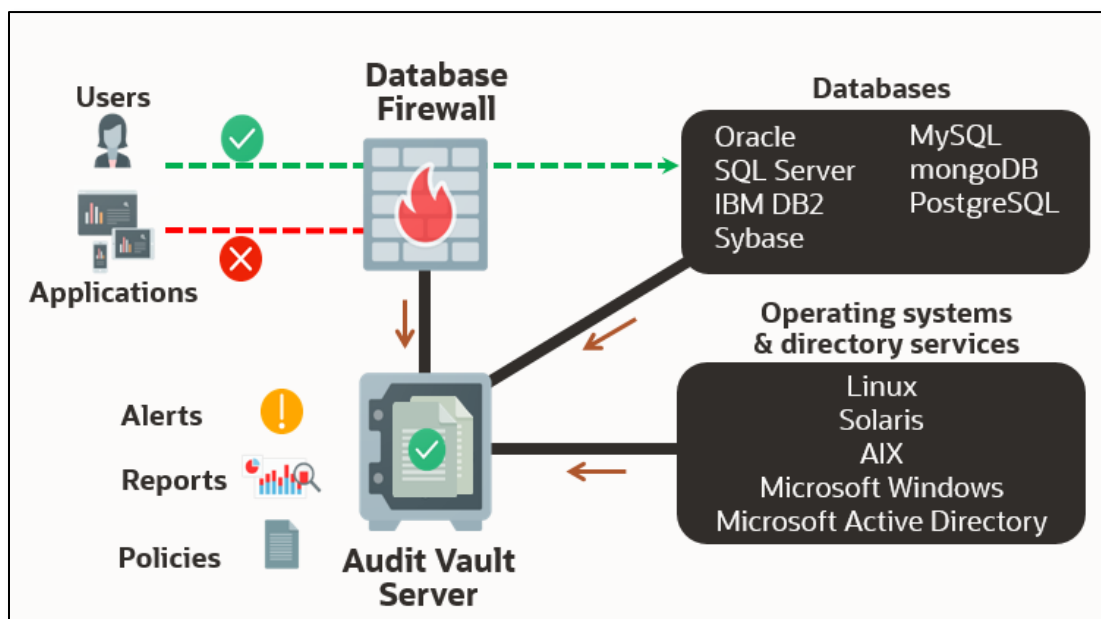 Users
Applications
Database
Firewall
Databases
Oracle
SQL Server
IBM DB2
Sybase
MySQL
mongoDB
PostgreSQL
Operating systems
& directory services
Linux
Solaris
AIX
Microsoft Windows
Microsoft Active Directory
Alerts
Reports
Policies
Audit Vault
Server